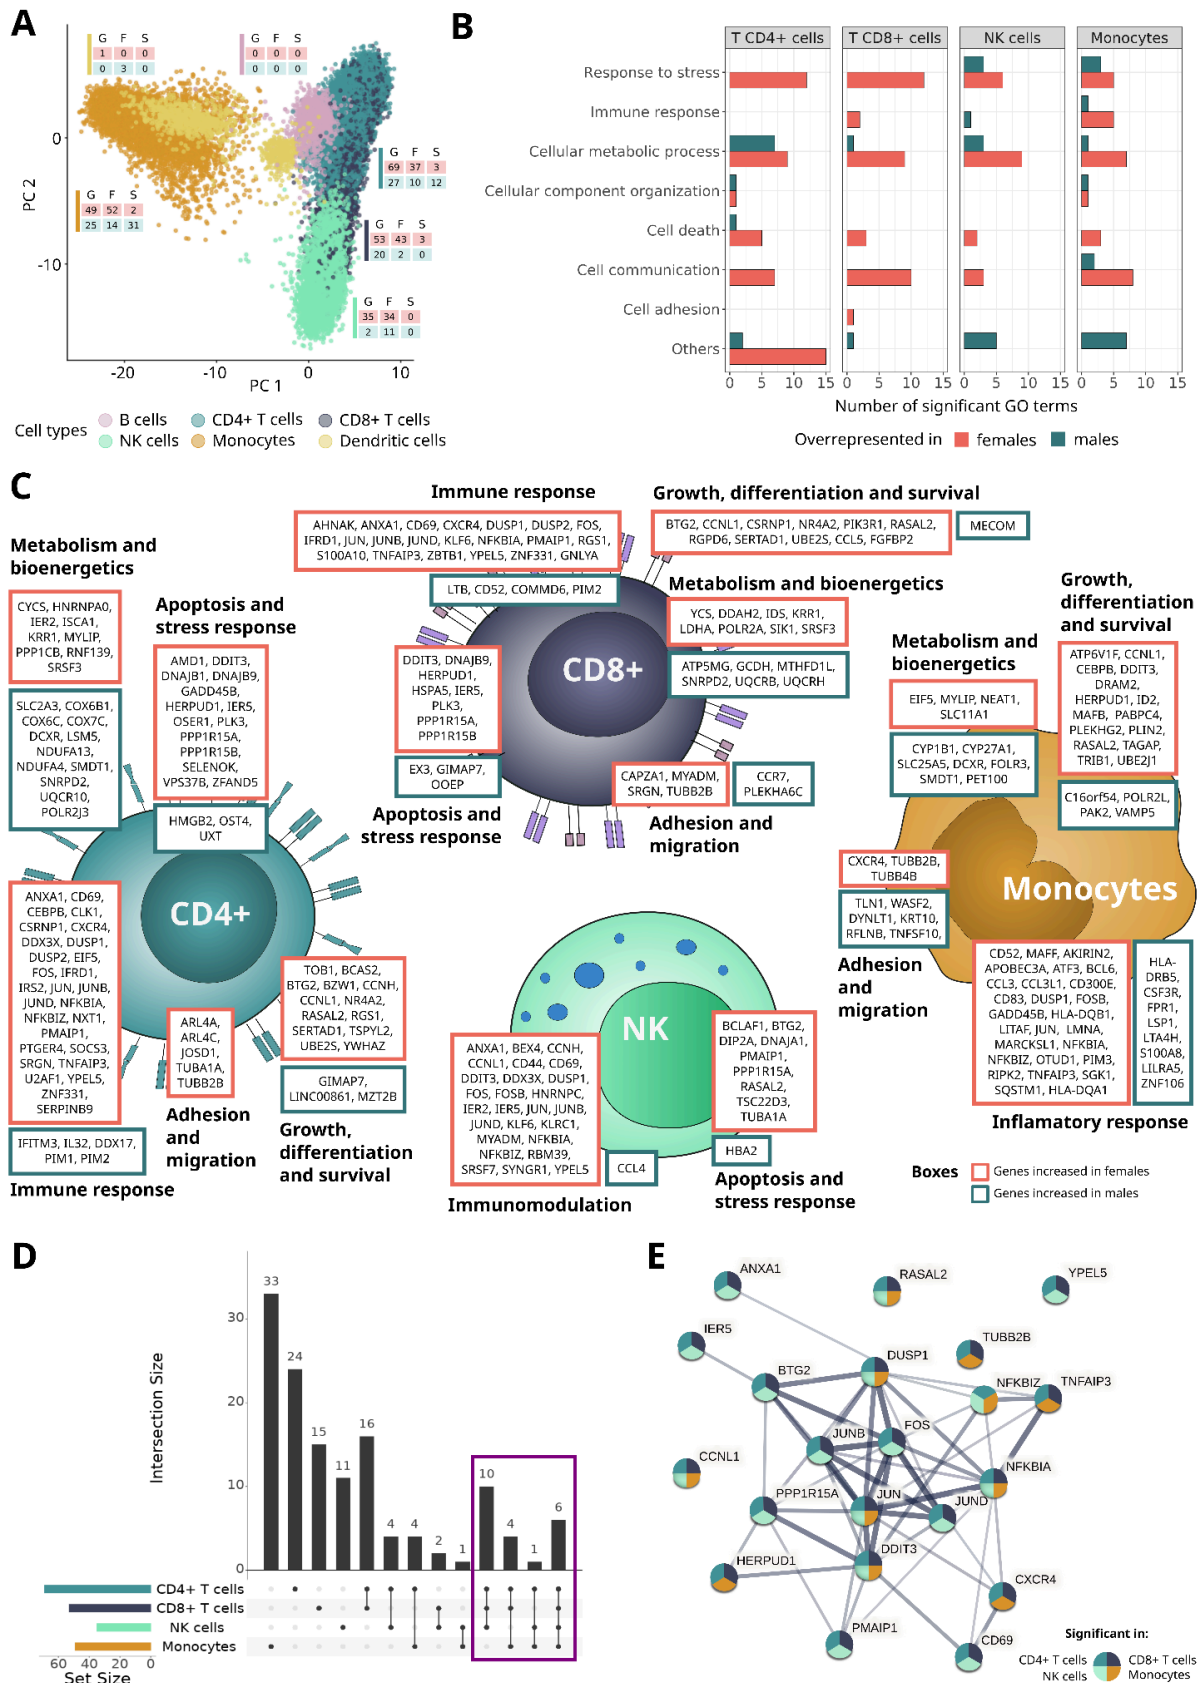 A
G F S
1 0 0
0 3 0
G F S
0 0 0
0 0 0
G F S
69 37 3
27 10 12
G F S
49 52 2
25 14 31
G F S
53 43 3
20 2 0
G F S
35 34 0
2 11 0
PC 2
0
-10
-20 -10 0 10
PC 1
Cell types
B cells CD4+ T cells CD8+ T cells
NK cells Monocytes Dendritic cells
B
T CD4+ cells T CD8+ cells NK cells Monocytes
Response to stress
Immune response
Cellular metabolic process
Cellular component organization
Cell death
Cell communication
Cell adhesion
Others
0 5 10 15 0 5 10 15 0 5 10 15 0 5 10 15
Number of significant GO terms
Overrepresented in females males
C
Metabolism and
bioenergetics
CYCS, HNRNPA0,
IER2, ISCA1,
KRR1, MYLIP,
PPP1CB, RNF139,
SRSF3
SLC2A3, COX6B1,
COX6C, COX7C,
DCXR, LSM5,
NDUFA13,
NDUFA4, SMDT1,
SNRPD2,
UQCR10,
POLR2J3
Apoptosis and
stress response
AMD1, DDIT3,
DNAJB1, DNAJB9,
GADD45B,
HERPUD1, IER5,
OSER1, PLK3,
PPP1R15A,
PPP1R15B,
SELENOK,
VPS37B, ZFAND5
HMGB2, OST4,
UXT
CD4+
ANXA1, CD69,
CEBPB, CLK1,
CSRNP1, CXCR4,
DDX3X, DUSP1,
DUSP2, EIF5,
FOS, IFRD1,
IRS2, JUN, JUNB,
JUND, NFKBIA,
NFKBIZ, NXT1,
PMAIP1,
PTGER4, SOCS3,
SRGN, TNFAIP3,
U2AF1, YPEL5,
ZNF331,
SERPINB9
IFITM3, IL32, DDX17,
PIM1, PIM2
Immune response
ARL4A,
ARL4C,
JOSD1,
TUBA1A,
TUBB2B
Adhesion
and
migration
TOB1, BCAS2,
BTG2, BZW1, CCNH,
CCNL1, NR4A2,
RASAL2, RGS1,
SERTAD1, TSPYL2,
UBE2S, YWHAZ
GIMAP7,
LINC00861, MZT2B
Growth,
differentiation
and survival
Immune response
AHNAK, ANXA1, CD69, CXCR4, DUSP1, DUSP2, FOS,
IFRD1, JUN, JUNB, JUND, KLF6, NFKBIA, PMAIP1, RGS1,
S100A10, TNFAIP3, ZBTB1, YPEL5, ZNF331, GNLYA
LTB, CD52, COMMD6, PIM2
Growth, differentiation and survival
BTG2, CCNL1, CSRNP1, NR4A2, PIK3R1, RASAL2,
RGPD6, SERTAD1, UBE2S, CCL5, FGFBP2
MECOM
Metabolism and bioenergetics
YCS, DDAH2, IDS, KRR1,
LDHA, POLR2A, SIK1, SRSF3
ATP5MG, GCDH, MTHFD1L,
SNRPD2, UQCRB, UQCRH
CD8+
DDIT3, DNAJB9,
HERPUD1,
HSPA5, IER5,
PLK3,
PPP1R15A,
PPP1R15B
EX3, GIMAP7,
OOEP
Apoptosis and
stress response
CAPZA1, MYADM,
SRGN, TUBB2B
CCR7,
PLEKHA6C
Adhesion and
migration
NK
ANXA1, BEX4, CCNH,
CCNL1, CD44, CD69,
DDIT3, DDX3X, DUSP1,
FOS, FOSB, HNRNPC,
IER2, IER5, JUN, JUNB,
JUND, KLF6, KLRC1,
MYADM, NFKBIA,
NFKBIZ, RBM39,
SRSF7, SYNGR1, YPEL5
CCL4
Immunomodulation
BCLAF1, BTG2,
DIP2A, DNAJA1,
PMAIP1,
PPP1R15A,
RASAL2,
TSC22D3,
TUBA1A
HBA2
Apoptosis and
stress response
Metabolism and
bioenergetics
EIF5, MYLIP, NEAT1,
SLC11A1
CYP1B1, CYP27A1,
SLC25A5, DCXR, FOLR3,
SMDT1, PET100
Growth,
differentiation
and survival
ATP6V1F, CCNL1,
CEBPB, DDIT3,
DRAM2,
HERPUD1, ID2,
MAFB, PABPC4,
PLEKHG2, PLIN2,
RASAL2, TAGAP,
TRIB1, UBE2J1
C16orf54, POLR2L,
PAK2, VAMP5
Monocytes
CXCR4, TUBB2B,
TUBB4B
TLN1, WASF2,
DYNLT1, KRT10,
RFLNB, TNFSF10,
Adhesion
and
migration
CD52, MAFF, AKIRIN2,
APOBEC3A, ATF3, BCL6,
CCL3, CCL3L1, CD300E,
CD83, DUSP1, FOSB,
GADD45B, HLA-DQB1,
LITAF, JUN, LMNA,
MARCKSL1, NFKBIA,
NFKBIZ, OTUD1, PIM3,
RIPK2, TNFAIP3, SGK1,
SQSTM1, HLA-DQA1
HLA-
DRB5,
CSF3R,
FPR1,
LSP1,
LTA4H,
S100A8,
LILRA5,
ZNF106
Inflamatory response
Boxes
Genes increased in females
Genes increased in males
D
Intersection Size
30
20
10
0
33 24 15 11 16 4 4 2 1 10 4 1 6
CD4+ T cells
CD8+ T cells
NK cells
Monocytes
60 40 20 0
Set Size
E
ANXA1
RASAL2
YPEL5
IER5
TUBB2B
DUSP1
BTG2
NFKBIZ
TNFAIP3
FOS
JUNB
CCNL1
NFKBIA
PPP1R15A
JUN
JUND
DDIT3
HERPUD1
CXCR4
PMAIP1
CD69
Significant in:
CD4+ T cells CD8+ T cells
NK cells Monocytes